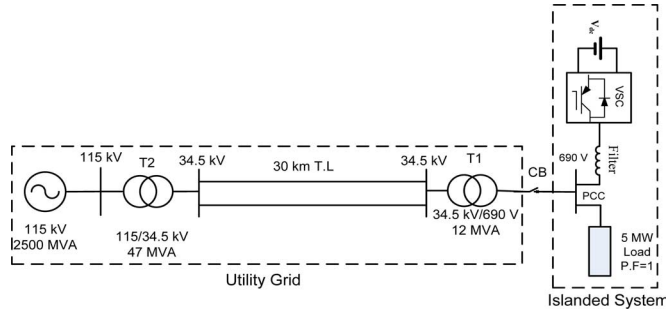 V_dc
VSC
Filter
115 kV
T2
34.5 kV
30 km T.L
34.5 kV
T1
CB
690 V
PCC
115 kV
2500 MVA
115/34.5 kV
47 MVA
34.5 kV/690 V
12 MVA
5 MW
Load
P.F=1
Utility Grid
Islanded System